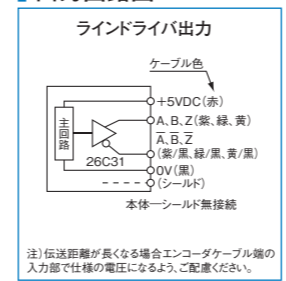 ラインドライバ出力
ケーブル色
+5VDC(赤)
主回路
A、B、Z(紫、緑、黄)
A̅、B̅、Z̅
(紫/黒、緑/黒、黄/黒)
26C31
0V(黒)
(シールド)
本体―シールド無接続
注)伝送距離が長くなる場合エンコーダケーブル端の
入力部で仕様の電圧になるよう、ご配慮ください。